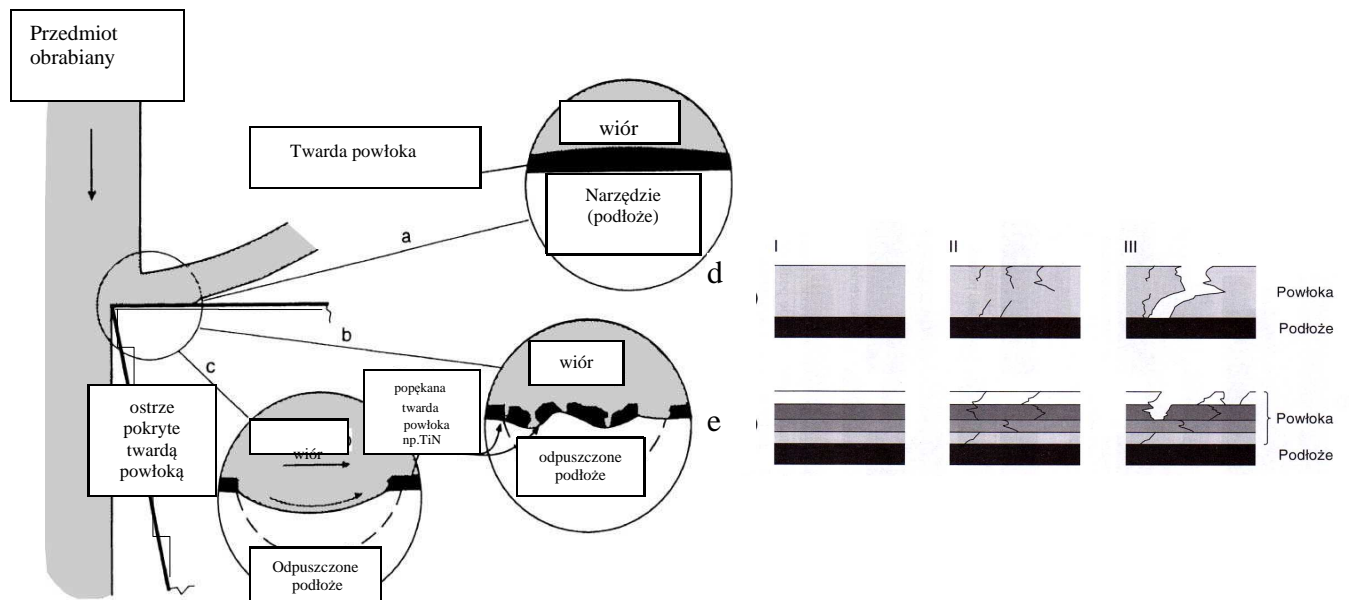 Przedmiot
obrabiany
Twarda powłoka
wiór
Narzędzie
(podłoże)
a
b
c
ostrze
pokryte
twardą
powłoką
wiór
Odpuszczone
podłoże
popękana
twarda
powłoka
np.TiN
wiór
odpuszczone
podłoże
d
I
II
III
Powłoka
Podłoże
e
Powłoka
Podłoże